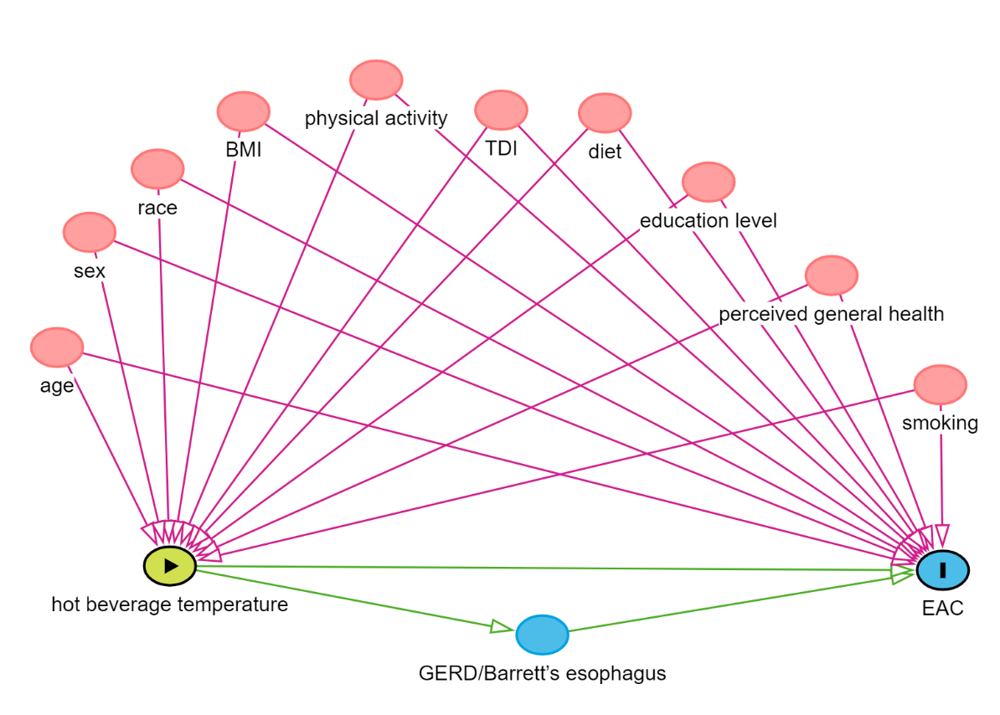 physical activity
BMI
TDI
diet
race
education level
sex
perceived general health
age
smoking
hot beverage temperature
EAC
GERD/Barrett’s esophagus